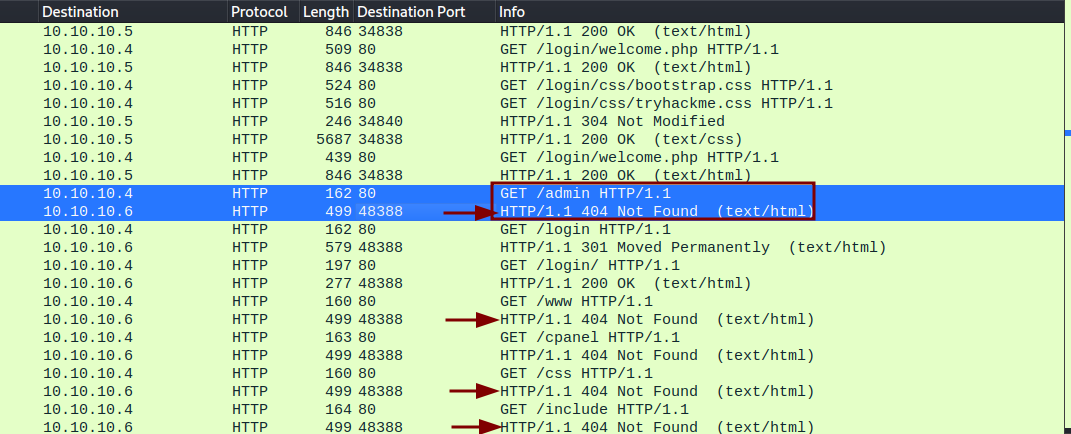 Destination Protocol Length Destination Port Info
10.10.10.5 HTTP 846 34838 HTTP/1.1 200 OK (text/html)
10.10.10.4 HTTP 509 80 GET /login/welcome.php HTTP/1.1
10.10.10.5 HTTP 846 34838 HTTP/1.1 200 OK (text/html)
10.10.10.4 HTTP 524 80 GET /login/css/bootstrap.css HTTP/1.1
10.10.10.4 HTTP 516 80 GET /login/css/tryhackme.css HTTP/1.1
10.10.10.5 HTTP 246 34840 HTTP/1.1 304 Not Modified
10.10.10.5 HTTP 5687 34838 HTTP/1.1 200 OK (text/css)
10.10.10.4 HTTP 439 80 GET /login/welcome.php HTTP/1.1
10.10.10.5 HTTP 846 34838 HTTP/1.1 200 OK (text/html)
10.10.10.4 HTTP 162 80 GET /admin HTTP/1.1
10.10.10.6 HTTP 499 48388 HTTP/1.1 404 Not Found (text/html)
10.10.10.4 HTTP 162 80 GET /login HTTP/1.1
10.10.10.6 HTTP 579 48388 HTTP/1.1 301 Moved Permanently (text/html)
10.10.10.4 HTTP 197 80 GET /login/ HTTP/1.1
10.10.10.6 HTTP 277 48388 HTTP/1.1 200 OK (text/html)
10.10.10.4 HTTP 160 80 GET /www HTTP/1.1
10.10.10.6 HTTP 499 48388 HTTP/1.1 404 Not Found (text/html)
10.10.10.4 HTTP 163 80 GET /cpanel HTTP/1.1
10.10.10.6 HTTP 499 48388 HTTP/1.1 404 Not Found (text/html)
10.10.10.4 HTTP 160 80 GET /css HTTP/1.1
10.10.10.6 HTTP 499 48388 HTTP/1.1 404 Not Found (text/html)
10.10.10.4 HTTP 164 80 GET /include HTTP/1.1
10.10.10.6 HTTP 499 48388 HTTP/1.1 404 Not Found (text/html)